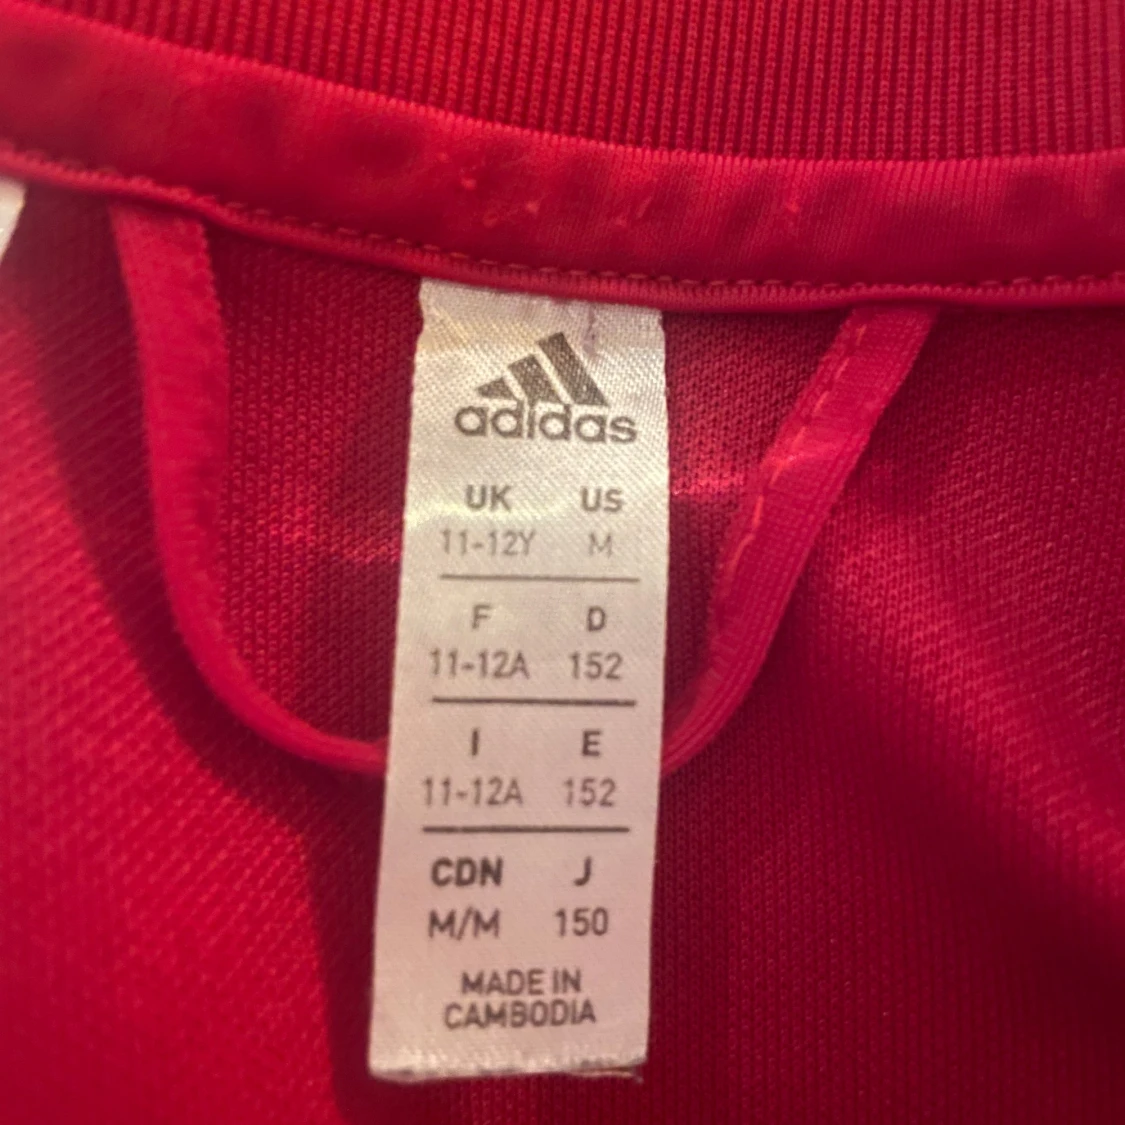 adidas
UK US
11-12Y M
F D
11-12A 152
I E
11-12A 152
CDN J
M/M 150
MADE IN
CAMBODIA